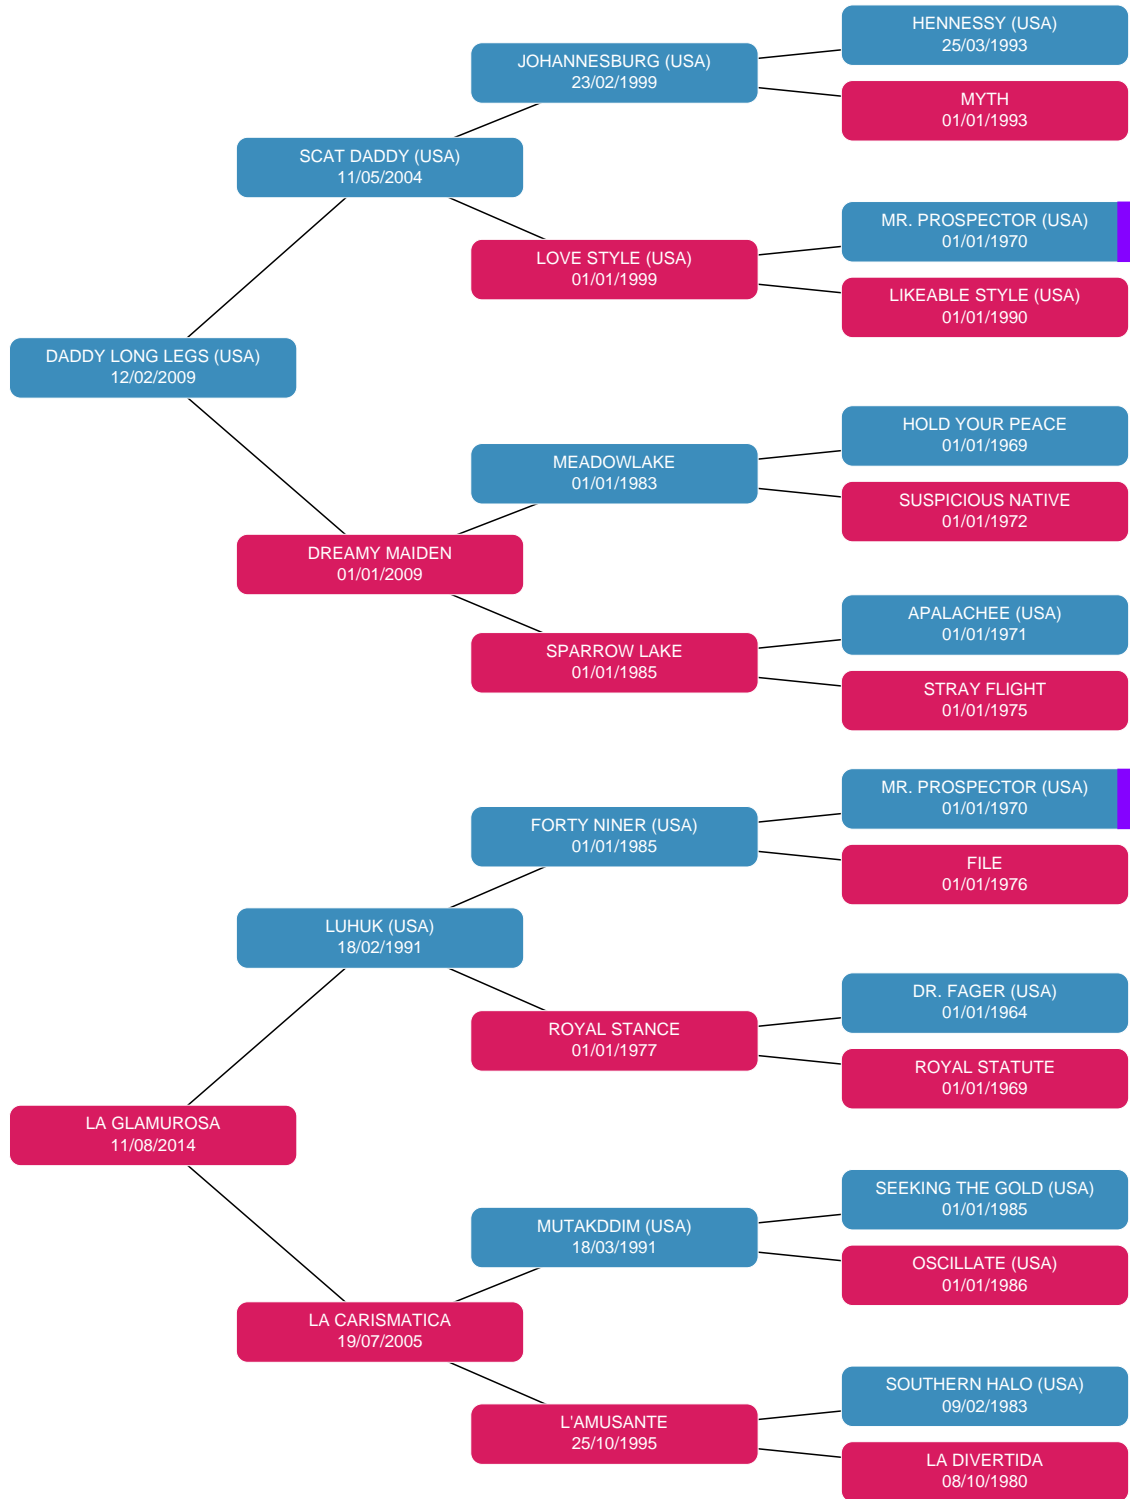 HENNESSY (USA)
25/03/1993
JOHANNESBURG (USA)
23/02/1999
MYTH
01/01/1993
SCAT DADDY (USA)
11/05/2004
MR. PROSPECTOR (USA)
01/01/1970
LOVE STYLE (USA)
01/01/1999
LIKEABLE STYLE (USA)
01/01/1990
DADDY LONG LEGS (USA)
12/02/2009
HOLD YOUR PEACE
01/01/1969
MEADOWLAKE
01/01/1983
SUSPICIOUS NATIVE
01/01/1972
DREAMY MAIDEN
01/01/2009
APALACHEE (USA)
01/01/1971
SPARROW LAKE
01/01/1985
STRAY FLIGHT
01/01/1975
MR. PROSPECTOR (USA)
01/01/1970
FORTY NINER (USA)
01/01/1985
FILE
01/01/1976
LUHUK (USA)
18/02/1991
DR. FAGER (USA)
01/01/1964
ROYAL STANCE
01/01/1977
ROYAL STATUTE
01/01/1969
LA GLAMUROSA
11/08/2014
SEEKING THE GOLD (USA)
01/01/1985
MUTAKDDIM (USA)
18/03/1991
OSCILLATE (USA)
01/01/1986
LA CARISMATICA
19/07/2005
SOUTHERN HALO (USA)
09/02/1983
L'AMUSANTE
25/10/1995
LA DIVERTIDA
08/10/1980